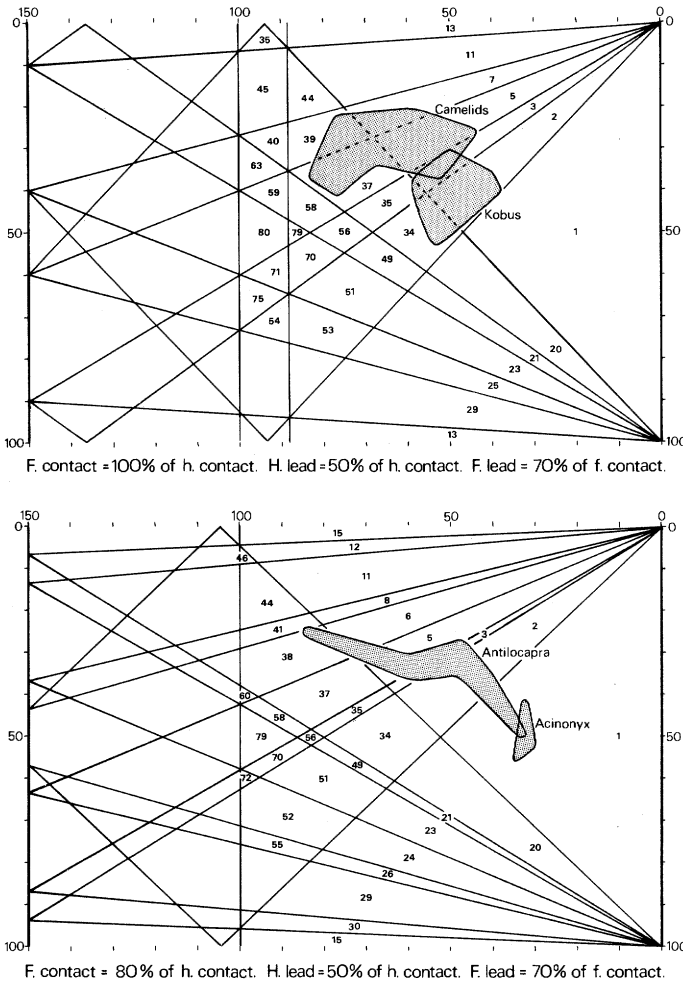 150 100 50 0
0 13 0
35
11
45 44 7
5
3
Camelids 2
40 39
63
37
59 58 35 Kobus
50 80 79 56 34 1 50
70 49
71
75 51
54 53
20
21
23
25
29
100 13 100
F. contact = 100% of h. contact. H. lead = 50% of h. contact. F. lead = 70% of f. contact.
150 100 50 0
0 15 0
12
46
11
44 8
6
41 5 3 2
38 Antilocapra
60 37
58 35 Acinonyx
50 79 56 34 1 50
70 49
72 51
52 21
23
55 20
24
26
29
30
100 15 100
F. contact = 80% of h. contact. H. lead = 50% of h. contact. F. lead = 70% of f. contact.